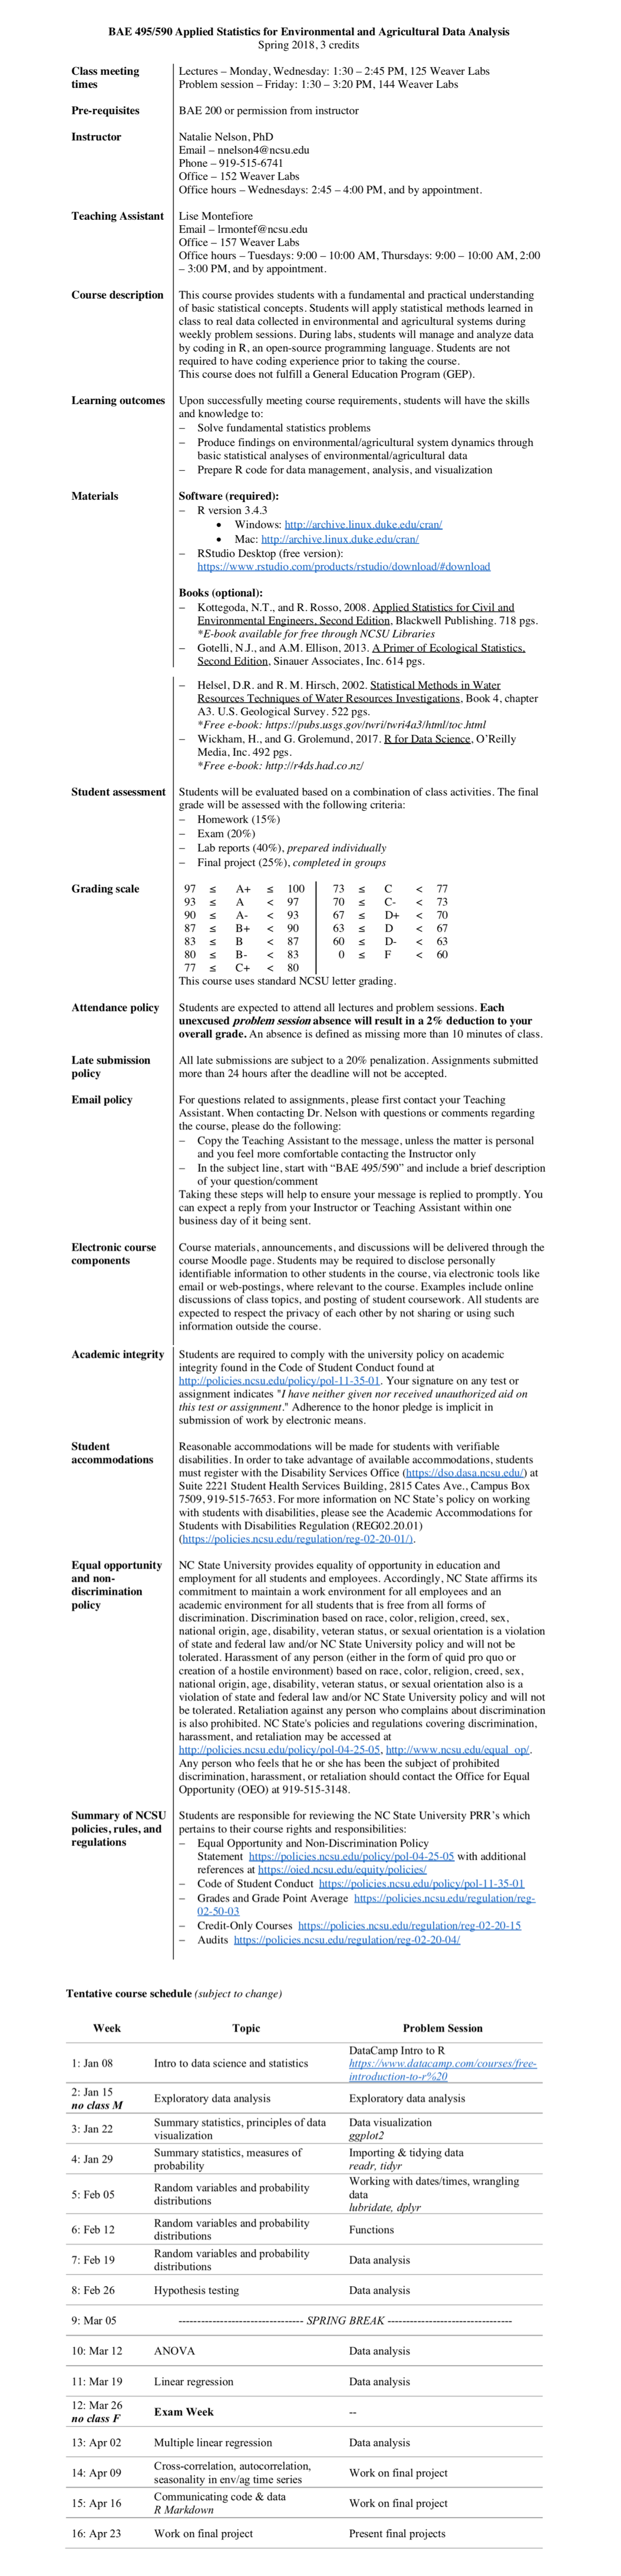 BAE 495/590 Applied Statistics for Environmental and Agricultural Data Analysis
Spring 2018, 3 credits
Class meeting times
Lectures – Monday, Wednesday: 1:30 – 2:45 PM, 125 Weaver Labs
Problem session – Friday: 1:30 – 3:20 PM, 144 Weaver Labs
Pre-requisites
BAE 200 or permission from instructor
Instructor
Natalie Nelson, PhD
Email – nnelson4@ncsu.edu
Phone – 919-515-6741
Office – 152 Weaver Labs
Office hours – Wednesdays: 2:45 – 4:00 PM, and by appointment.
Teaching Assistant
Lise Montefiore
Email – lrmontef@ncsu.edu
Office – 157 Weaver Labs
Office hours – Tuesdays: 9:00 – 10:00 AM, Thursdays: 9:00 – 10:00 AM, 2:00
– 3:00 PM, and by appointment.
Course description
This course provides students with a fundamental and practical understanding
of basic statistical concepts. Students will apply statistical methods learned in
class to real data collected in environmental and agricultural systems during
weekly problem sessions. During labs, students will manage and analyze data
by coding in R, an open-source programming language. Students are not
required to have coding experience prior to taking the course.
This course does not fulfill a General Education Program (GEP).
Learning outcomes
Upon successfully meeting course requirements, students will have the skills
and knowledge to:
– Solve fundamental statistics problems
– Produce findings on environmental/agricultural system dynamics through
basic statistical analyses of environmental/agricultural data
– Prepare R code for data management, analysis, and visualization
Materials
Software (required):
– R version 3.4.3
• Windows: http://archive.linux.duke.edu/cran/
• Mac: http://archive.linux.duke.edu/cran/
– RStudio Desktop (free version):
https://www.rstudio.com/products/rstudio/download/#download
Books (optional):
– Kottegoda, N.T., and R. Rosso, 2008. Applied Statistics for Civil and
Environmental Engineers, Second Edition, Blackwell Publishing. 718 pgs.
*E-book available for free through NCSU Libraries
– Gotelli, N.J., and A.M. Ellison, 2013. A Primer of Ecological Statistics,
Second Edition, Sinauer Associates, Inc. 614 pgs.
– Helsel, D.R. and R. M. Hirsch, 2002. Statistical Methods in Water
Resources Techniques of Water Resources Investigations, Book 4, chapter
A3. U.S. Geological Survey. 522 pgs.
*Free e-book: https://pubs.usgs.gov/twri/twri4a3/html/toc.html
– Wickham, H., and G. Grolemund, 2017. R for Data Science, O'Reilly
Media, Inc. 492 pgs.
*Free e-book: http://r4ds.had.co.nz/
Student assessment
Students will be evaluated based on a combination of class activities. The final
grade will be assessed with the following criteria:
– Homework (15%)
– Exam (20%)
– Lab reports (40%), prepared individually
– Final project (25%), completed in groups
Grading scale
97 ≤ A+ ≤ 100 73 ≤ C < 77
93 ≤ A < 97 70 ≤ C- < 73
90 ≤ A- < 93 67 ≤ D+ < 70
87 ≤ B+ < 90 63 ≤ D < 67
83 ≤ B < 87 60 ≤ D- < 63
80 ≤ B- < 83 0 ≤ F < 60
77 ≤ C+ < 80
This course uses standard NCSU letter grading.
Attendance policy
Students are expected to attend all lectures and problem sessions. Each
unexcused problem session absence will result in a 2% deduction to your
overall grade. An absence is defined as missing more than 10 minutes of class.
Late submission policy
All late submissions are subject to a 20% penalization. Assignments submitted
more than 24 hours after the deadline will not be accepted.
Email policy
For questions related to assignments, please first contact your Teaching
Assistant. When contacting Dr. Nelson with questions or comments regarding
the course, please do the following:
– Copy the Teaching Assistant to the message, unless the matter is personal
and you feel more comfortable contacting the Instructor only
– In the subject line, start with "BAE 495/590" and include a brief description
of your question/comment
Taking these steps will help to ensure your message is replied to promptly. You
can expect a reply from your Instructor or Teaching Assistant within one
business day of it being sent.
Electronic course components
Course materials, announcements, and discussions will be delivered through the
course Moodle page. Students may be required to disclose personally
identifiable information to other students in the course, via electronic tools like
email or web-postings, where relevant to the course. Examples include online
discussions of class topics, and posting of student coursework. All students are
expected to respect the privacy of each other by not sharing or using such
information outside the course.
Academic integrity
Students are required to comply with the university policy on academic
integrity found in the Code of Student Conduct found at
http://policies.ncsu.edu/policy/pol-11-35-01. Your signature on any test or
assignment indicates "I have neither given nor received unauthorized aid on
this test or assignment." Adherence to the honor pledge is implicit in
submission of work by electronic means.
Student accommodations
Reasonable accommodations will be made for students with verifiable
disabilities. In order to take advantage of available accommodations, students
must register with the Disability Services Office (https://dso.dasa.ncsu.edu/) at
Suite 2221 Student Health Services Building, 2815 Cates Ave., Campus Box
7509, 919-515-7653. For more information on NC State's policy on working
with students with disabilities, please see the Academic Accommodations for
Students with Disabilities Regulation (REG02.20.01)
(https://policies.ncsu.edu/regulation/reg-02-20-01/).
Equal opportunity and non-discrimination policy
NC State University provides equality of opportunity in education and
employment for all students and employees. Accordingly, NC State affirms its
commitment to maintain a work environment for all employees and an
academic environment for all students that is free from all forms of
discrimination. Discrimination based on race, color, religion, creed, sex,
national origin, age, disability, veteran status, or sexual orientation is a violation
of state and federal law and/or NC State University policy and will not be
tolerated. Harassment of any person (either in the form of quid pro quo or
creation of a hostile environment) based on race, color, religion, creed, sex,
national origin, age, disability, veteran status, or sexual orientation also is a
violation of state and federal law and/or NC State University policy and will not
be tolerated. Retaliation against any person who complains about discrimination
is also prohibited. NC State's policies and regulations covering discrimination,
harassment, and retaliation may be accessed at
http://policies.ncsu.edu/policy/pol-04-25-05, http://www.ncsu.edu/equal_op/.
Any person who feels that he or she has been the subject of prohibited
discrimination, harassment, or retaliation should contact the Office for Equal
Opportunity (OEO) at 919-515-3148.
Summary of NCSU policies, rules, and regulations
Students are responsible for reviewing the NC State University PRR's which
pertains to their course rights and responsibilities:
– Equal Opportunity and Non-Discrimination Policy
Statement https://policies.ncsu.edu/policy/pol-04-25-05 with additional
references at https://oied.ncsu.edu/equity/policies/
– Code of Student Conduct https://policies.ncsu.edu/policy/pol-11-35-01
– Grades and Grade Point Average https://policies.ncsu.edu/regulation/reg-
02-50-03
– Credit-Only Courses https://policies.ncsu.edu/regulation/reg-02-20-15
– Audits https://policies.ncsu.edu/regulation/reg-02-20-04/
Tentative course schedule (subject to change)
Week Topic Problem Session
1: Jan 08 Intro to data science and statistics DataCamp Intro to R
https://www.datacamp.com/courses/free-
introduction-to-r%20
2: Jan 15
no class M
Exploratory data analysis Exploratory data analysis
3: Jan 22 Summary statistics, principles of data
visualization
Data visualization
ggplot2
4: Jan 29 Summary statistics, measures of
probability
Importing & tidying data
readr, tidyr
5: Feb 05 Random variables and probability
distributions
Working with dates/times, wrangling
data
lubridate, dplyr
6: Feb 12 Random variables and probability
distributions
Functions
7: Feb 19 Random variables and probability
distributions
Data analysis
8: Feb 26 Hypothesis testing Data analysis
9: Mar 05 --------------------------------- SPRING BREAK ---------------------------------
10: Mar 12 ANOVA Data analysis
11: Mar 19 Linear regression Data analysis
12: Mar 26
no class F
Exam Week --
13: Apr 02 Multiple linear regression Data analysis
14: Apr 09 Cross-correlation, autocorrelation,
seasonality in env/ag time series
Work on final project
15: Apr 16 Communicating code & data
R Markdown
Work on final project
16: Apr 23 Work on final project Present final projects